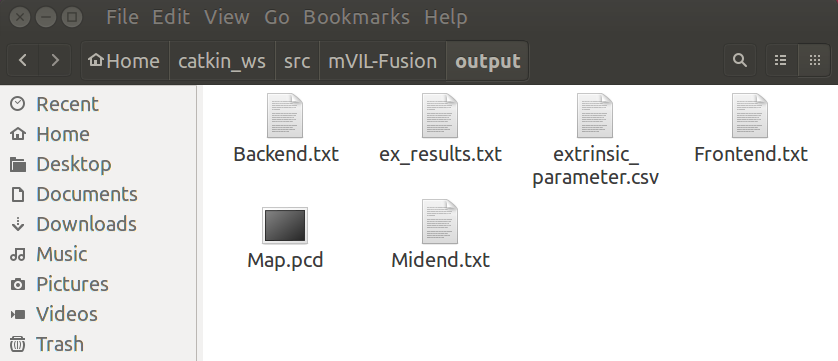 File Edit View Go Bookmarks Help
Home catkin_ws src mVIL-Fusion output
Recent
Home
Desktop
Documents
Downloads
Music
Pictures
Videos
Trash
Backend.txt ex_results.txt extrinsic_ Frontend.txt
parameter.csv
Map.pcd Midend.txt